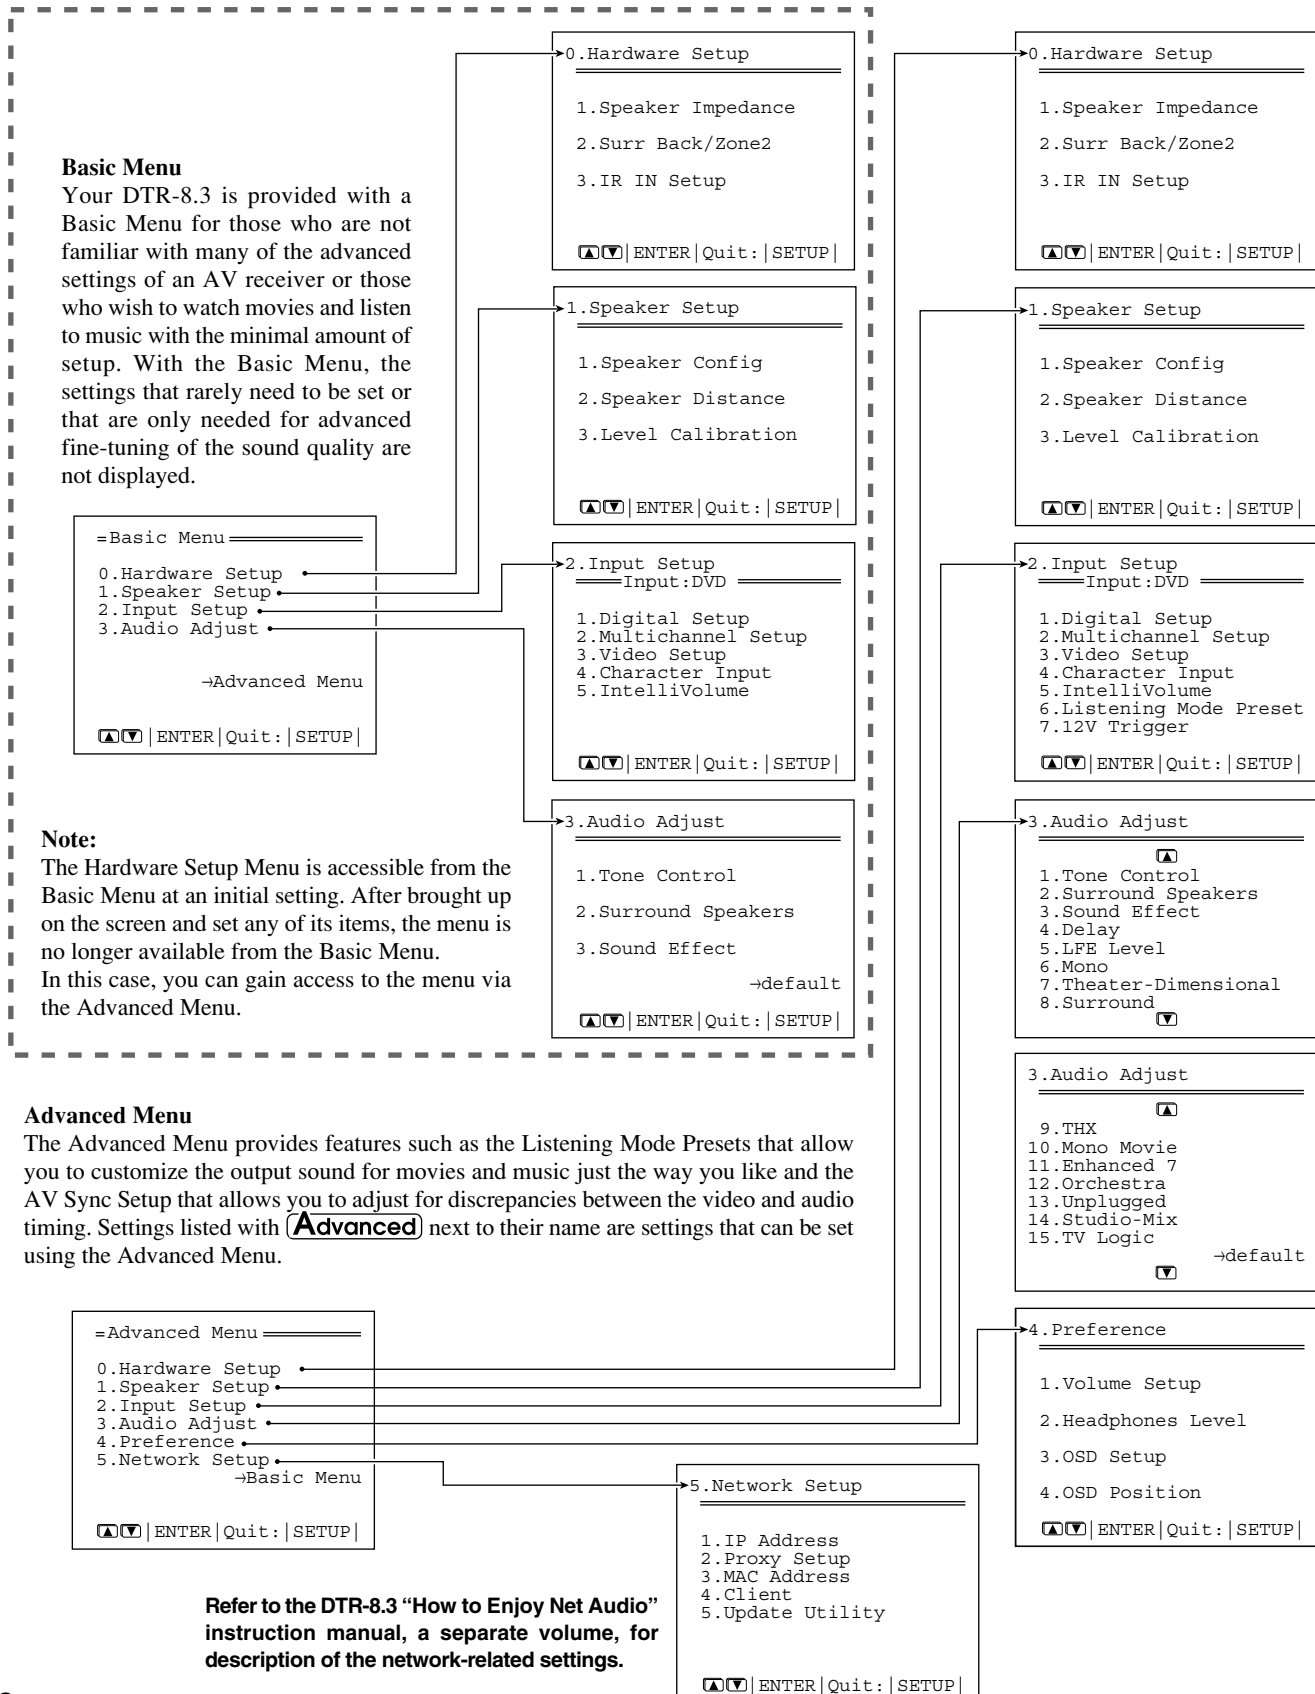 Basic Menu
Your DTR-8.3 is provided with a
Basic Menu for those who are not
familiar with many of the advanced
settings of an AV receiver or those
who wish to watch movies and listen
to music with the minimal amount of
setup. With the Basic Menu, the
settings that rarely need to be set or
that are only needed for advanced
fine-tuning of the sound quality are
not displayed.
=Basic Menu
0.Hardware Setup
1.Speaker Setup
2.Input Setup
3.Audio Adjust
→Advanced Menu
▲▼|ENTER|Quit:|SETUP|
Note:
The Hardware Setup Menu is accessible from the
Basic Menu at an initial setting. After brought up
on the screen and set any of its items, the menu is
no longer available from the Basic Menu.
In this case, you can gain access to the menu via
the Advanced Menu.
0.Hardware Setup
1.Speaker Impedance
2.Surr Back/Zone2
3.IR IN Setup
▲▼|ENTER|Quit:|SETUP|
1.Speaker Setup
1.Speaker Config
2.Speaker Distance
3.Level Calibration
▲▼|ENTER|Quit:|SETUP|
2.Input Setup
Input:DVD
1.Digital Setup
2.Multichannel Setup
3.Video Setup
4.Character Input
5.IntelliVolume
▲▼|ENTER|Quit:|SETUP|
3.Audio Adjust
1.Tone Control
2.Surround Speakers
3.Sound Effect
→default
▲▼|ENTER|Quit:|SETUP|
Advanced Menu
The Advanced Menu provides features such as the Listening Mode Presets that allow
you to customize the output sound for movies and music just the way you like and the
AV Sync Setup that allows you to adjust for discrepancies between the video and audio
timing. Settings listed with Advanced next to their name are settings that can be set
using the Advanced Menu.
=Advanced Menu
0.Hardware Setup
1.Speaker Setup
2.Input Setup
3.Audio Adjust
4.Preference
5.Network Setup
→Basic Menu
▲▼|ENTER|Quit:|SETUP|
0.Hardware Setup
1.Speaker Impedance
2.Surr Back/Zone2
3.IR IN Setup
▲▼|ENTER|Quit:|SETUP|
1.Speaker Setup
1.Speaker Config
2.Speaker Distance
3.Level Calibration
▲▼|ENTER|Quit:|SETUP|
2.Input Setup
Input:DVD
1.Digital Setup
2.Multichannel Setup
3.Video Setup
4.Character Input
5.IntelliVolume
6.Listening Mode Preset
7.12V Trigger
▲▼|ENTER|Quit:|SETUP|
3.Audio Adjust
▲
1.Tone Control
2.Surround Speakers
3.Sound Effect
4.Delay
5.LFE Level
6.Mono
7.Theater-Dimensional
8.Surround
▼
3.Audio Adjust
▲
9.THX
10.Mono Movie
11.Enhanced 7
12.Orchestra
13.Unplugged
14.Studio-Mix
15.TV Logic
→default
▼
4.Preference
1.Volume Setup
2.Headphones Level
3.OSD Setup
4.OSD Position
▲▼|ENTER|Quit:|SETUP|
5.Network Setup
1.IP Address
2.Proxy Setup
3.MAC Address
4.Client
5.Update Utility
▲▼|ENTER|Quit:|SETUP|
Refer to the DTR-8.3 “How to Enjoy Net Audio”
instruction manual, a separate volume, for
description of the network-related settings.